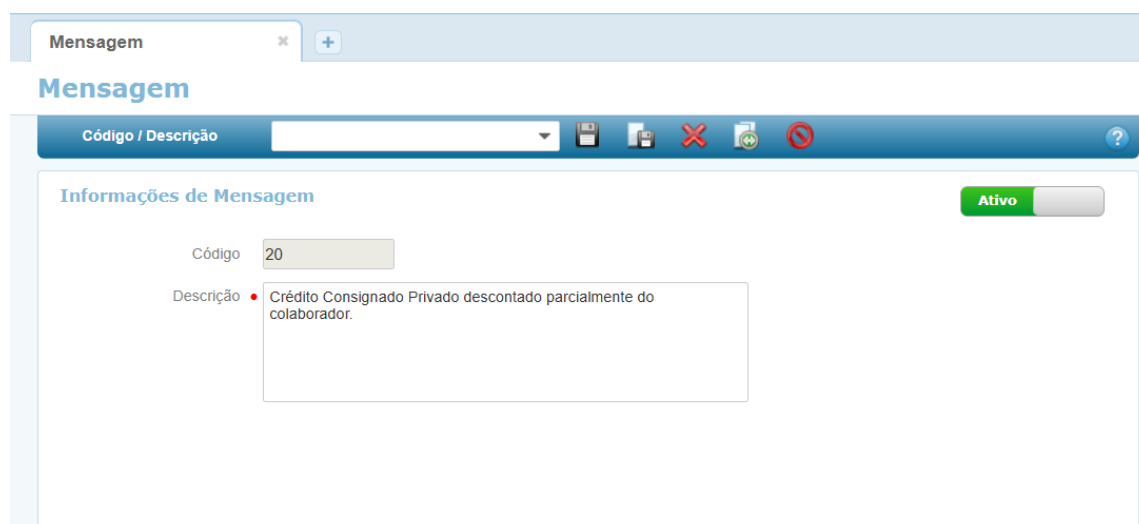 Mensagem
Mensagem
Código / Descrição
Informações de Mensagem
Ativo
Código 20
Descrição Crédito Consignado Privado descontado parcialmente do
colaborador.